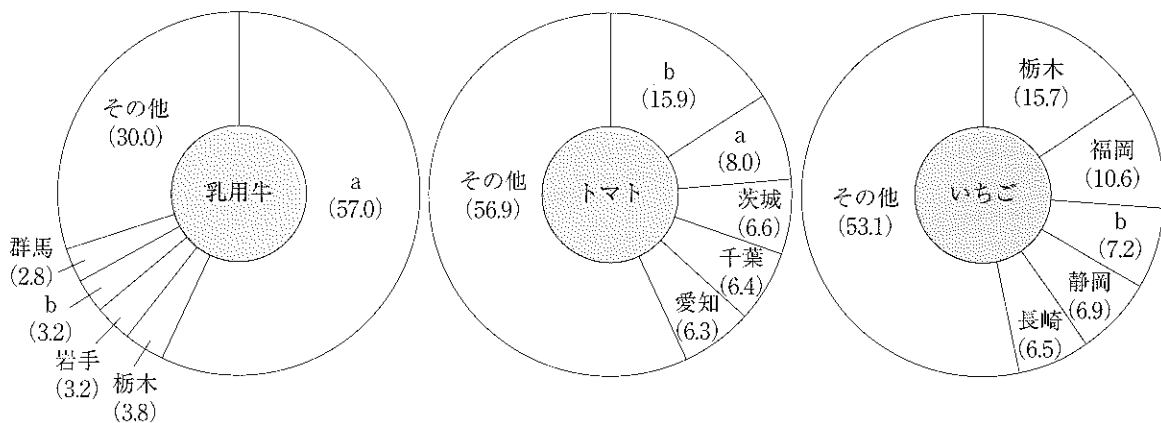 その他
(30.0)
乳用牛
a
(57.0)
群馬
(2.8)
b
(3.2)
岩手
(3.2)
栃木
(3.8)
その他
(56.9)
トマト
b
(15.9)
a
(8.0)
茨城
(6.6)
千葉
(6.4)
愛知
(6.3)
その他
(53.1)
いちご
栃木
(15.7)
福岡
(10.6)
b
(7.2)
静岡
(6.9)
長崎
(6.5)